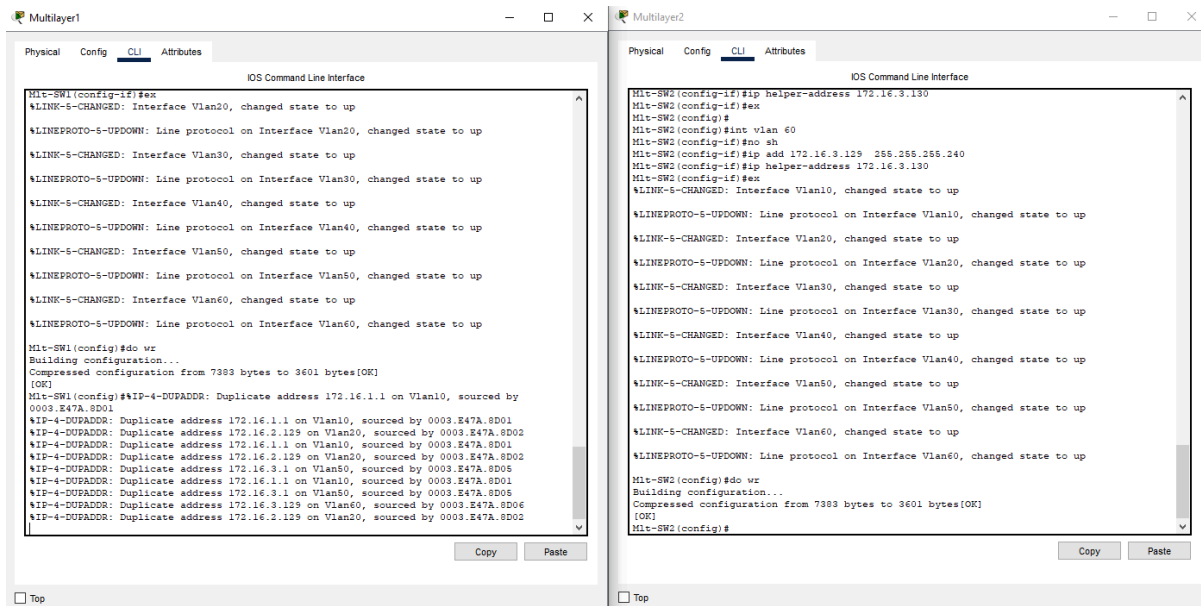 Multilayer1
Physical Config CLI Attributes
IOS Command Line Interface
Mlt-SW1(config-if)#ex
%LINK-5-CHANGED: Interface Vlan20, changed state to up
%LINEPROTO-5-UPDOWN: Line protocol on Interface Vlan20, changed state to up
%LINK-5-CHANGED: Interface Vlan30, changed state to up
%LINEPROTO-5-UPDOWN: Line protocol on Interface Vlan30, changed state to up
%LINK-5-CHANGED: Interface Vlan40, changed state to up
%LINEPROTO-5-UPDOWN: Line protocol on Interface Vlan40, changed state to up
%LINK-5-CHANGED: Interface Vlan50, changed state to up
%LINEPROTO-5-UPDOWN: Line protocol on Interface Vlan50, changed state to up
%LINK-5-CHANGED: Interface Vlan60, changed state to up
%LINEPROTO-5-UPDOWN: Line protocol on Interface Vlan60, changed state to up
Mlt-SW1(config)#do wr
Building configuration...
Compressed configuration from 7383 bytes to 3601 bytes[OK]
[OK]
Mlt-SW1(config)#%IP-4-DUPADDR: Duplicate address 172.16.1.1 on Vlan10, sourced by
0003.E47A.8D01
%IP-4-DUPADDR: Duplicate address 172.16.1.1 on Vlan10, sourced by 0003.E47A.8D01
%IP-4-DUPADDR: Duplicate address 172.16.2.129 on Vlan20, sourced by 0003.E47A.8D02
%IP-4-DUPADDR: Duplicate address 172.16.1.1 on Vlan10, sourced by 0003.E47A.8D01
%IP-4-DUPADDR: Duplicate address 172.16.2.129 on Vlan20, sourced by 0003.E47A.8D02
%IP-4-DUPADDR: Duplicate address 172.16.3.1 on Vlan50, sourced by 0003.E47A.8D05
%IP-4-DUPADDR: Duplicate address 172.16.1.1 on Vlan10, sourced by 0003.E47A.8D01
%IP-4-DUPADDR: Duplicate address 172.16.3.1 on Vlan50, sourced by 0003.E47A.8D05
%IP-4-DUPADDR: Duplicate address 172.16.3.129 on Vlan60, sourced by 0003.E47A.8D06
%IP-4-DUPADDR: Duplicate address 172.16.2.129 on Vlan20, sourced by 0003.E47A.8D02
Copy Paste
Top
Multilayer2
Physical Config CLI Attributes
IOS Command Line Interface
Mlt-SW2(config-if)#ip helper-address 172.16.3.130
Mlt-SW2(config-if)#ex
Mlt-SW2(config)#
Mlt-SW2(config)#int vlan 60
Mlt-SW2(config-if)#no sh
Mlt-SW2(config-if)#ip add 172.16.3.129 255.255.255.240
Mlt-SW2(config-if)#ip helper-address 172.16.3.130
Mlt-SW2(config-if)#ex
%LINK-5-CHANGED: Interface Vlan10, changed state to up
%LINEPROTO-5-UPDOWN: Line protocol on Interface Vlan10, changed state to up
%LINK-5-CHANGED: Interface Vlan20, changed state to up
%LINEPROTO-5-UPDOWN: Line protocol on Interface Vlan20, changed state to up
%LINK-5-CHANGED: Interface Vlan30, changed state to up
%LINEPROTO-5-UPDOWN: Line protocol on Interface Vlan30, changed state to up
%LINK-5-CHANGED: Interface Vlan40, changed state to up
%LINEPROTO-5-UPDOWN: Line protocol on Interface Vlan40, changed state to up
%LINK-5-CHANGED: Interface Vlan50, changed state to up
%LINEPROTO-5-UPDOWN: Line protocol on Interface Vlan50, changed state to up
%LINK-5-CHANGED: Interface Vlan60, changed state to up
%LINEPROTO-5-UPDOWN: Line protocol on Interface Vlan60, changed state to up
Mlt-SW2(config)#do wr
Building configuration...
Compressed configuration from 7383 bytes to 3601 bytes[OK]
[OK]
Mlt-SW2(config)#
Copy Paste
Top